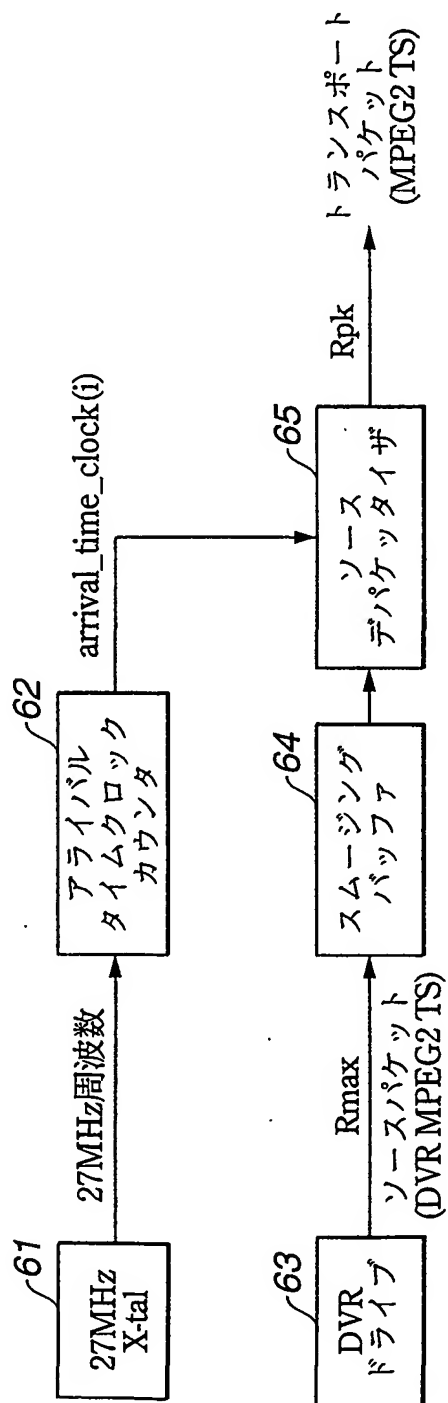 61
27MHz
X-tal
27MHz周波数
62
アライバル
タイムクロック
カウンタ
arrival_time_clock(i)
63
DVR
ドライブ
Rmax
ソースパケット
(DVR MPEG2 TS)
64
スムージング
バッファ
65
ソース
デパケッタイザ
Rpk
トランスポート
パケット
(MPEG2 TS)